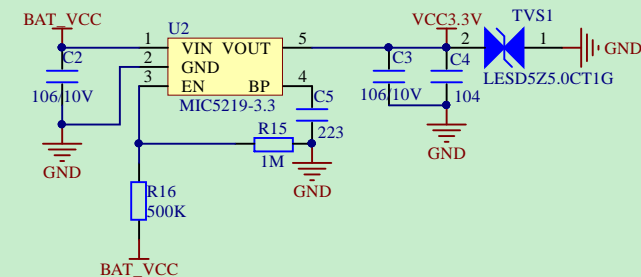 BAT_VCC
U2
VCC3.3V
TVS1
1
VIN
VOUT
5
2
1
2
GND
GND
C2
3
EN
BP
4
C3
C4
LESD5Z5.0CT1G
106/10V
MIC5219-3.3
C5
106/10V
104
223
R15
1M
GND
GND
GND
R16
500K
BAT_VCC